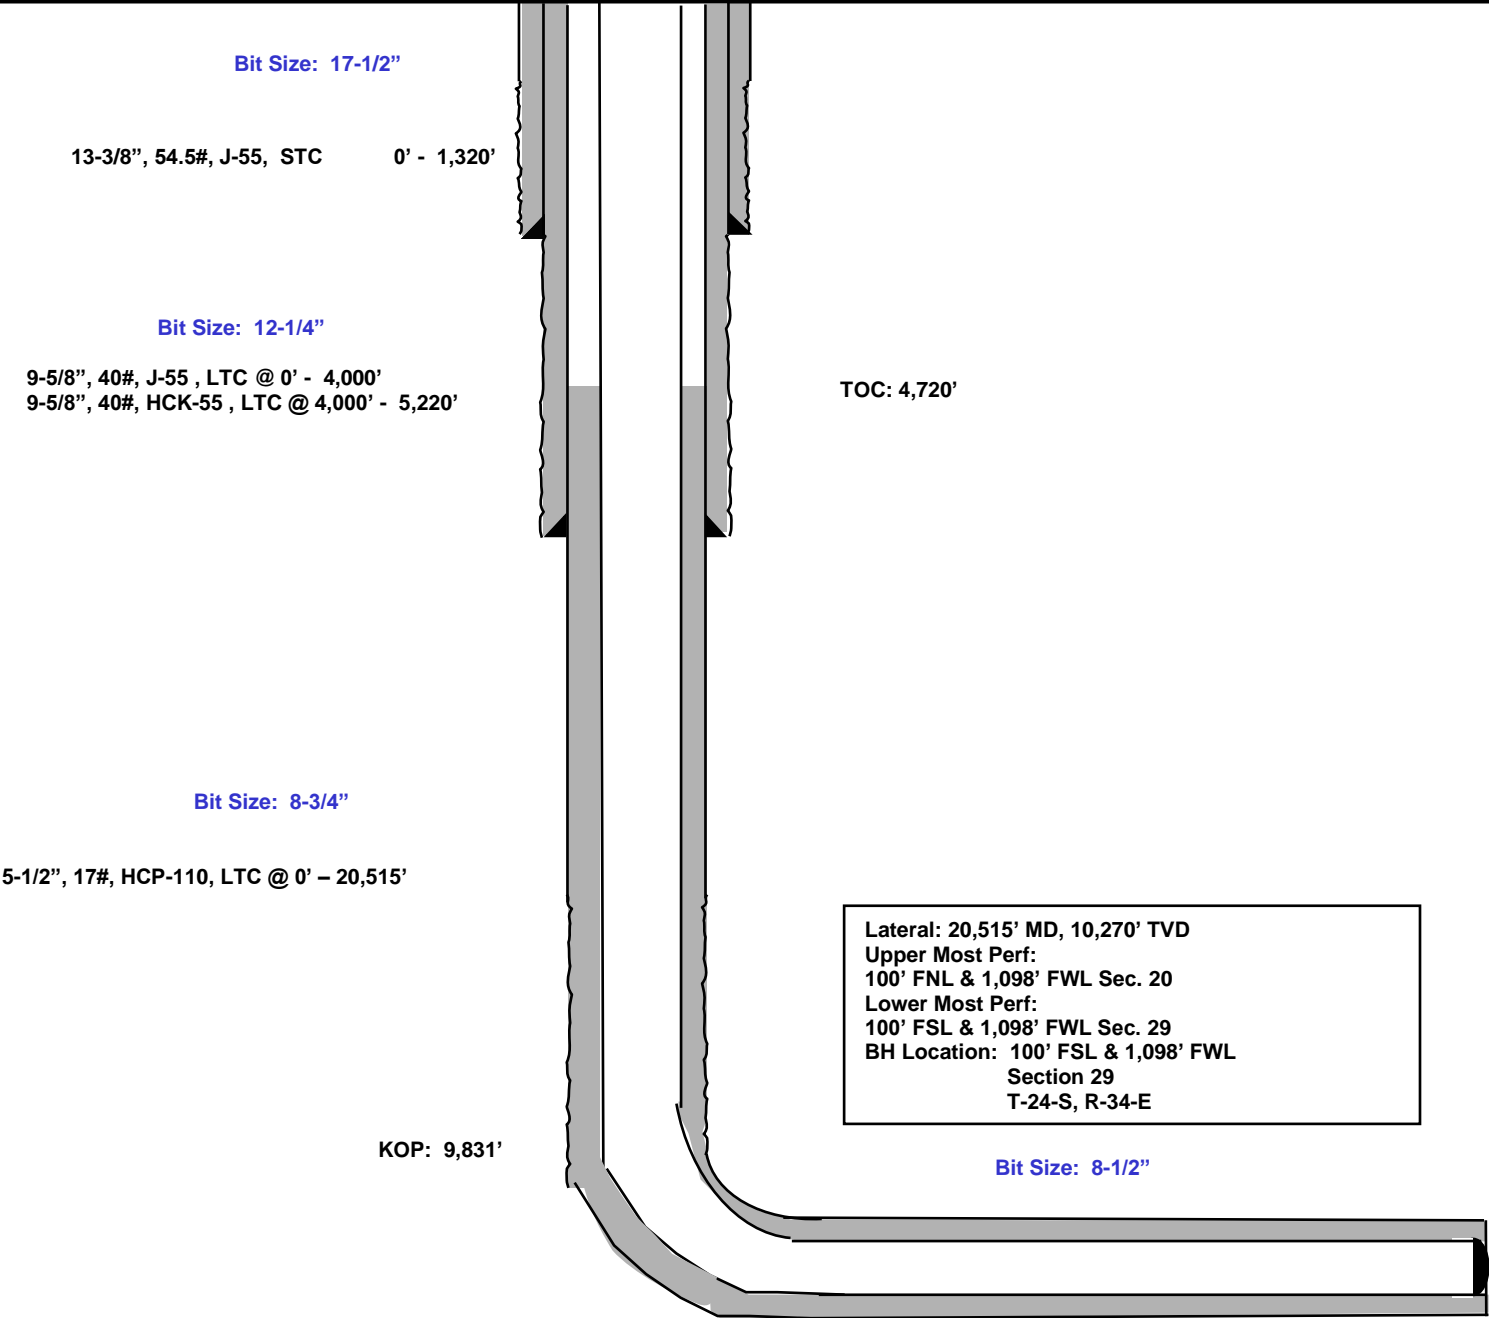 Bit Size: 17-1/2”
13-3/8”, 54.5#, J-55, STC 0’ - 1,320’
Bit Size: 12-1/4”
9-5/8”, 40#, J-55 , LTC @ 0’ - 4,000’
9-5/8”, 40#, HCK-55 , LTC @ 4,000’ - 5,220’
TOC: 4,720’
Bit Size: 8-3/4”
5-1/2”, 17#, HCP-110, LTC @ 0’ – 20,515’
Lateral: 20,515’ MD, 10,270’ TVD
Upper Most Perf:
100’ FNL & 1,098’ FWL Sec. 20
Lower Most Perf:
100’ FSL & 1,098’ FWL Sec. 29
BH Location: 100’ FSL & 1,098’ FWL
Section 29
T-24-S, R-34-E
KOP: 9,831’
Bit Size: 8-1/2”